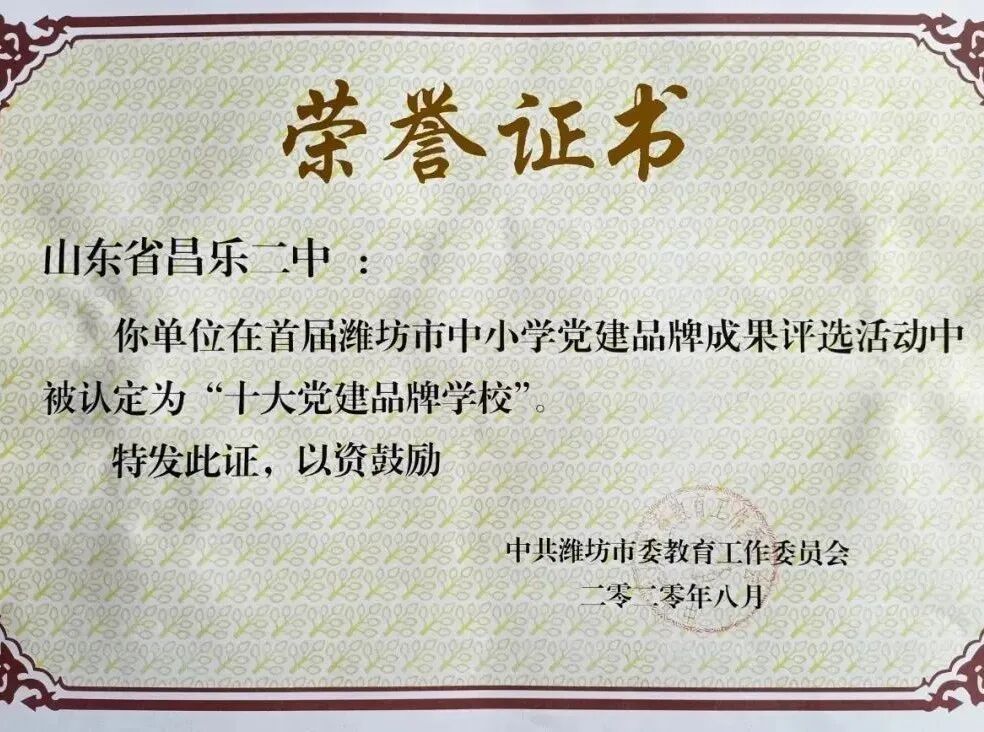 荣誉证书
山东省昌乐二中 ：
你单位在首届潍坊市中小学党建品牌成果评选活动中
被认定为“十大党建品牌学校”。
特发此证，以资鼓励
中共潍坊市委教育工作委员会
二零二零年八月